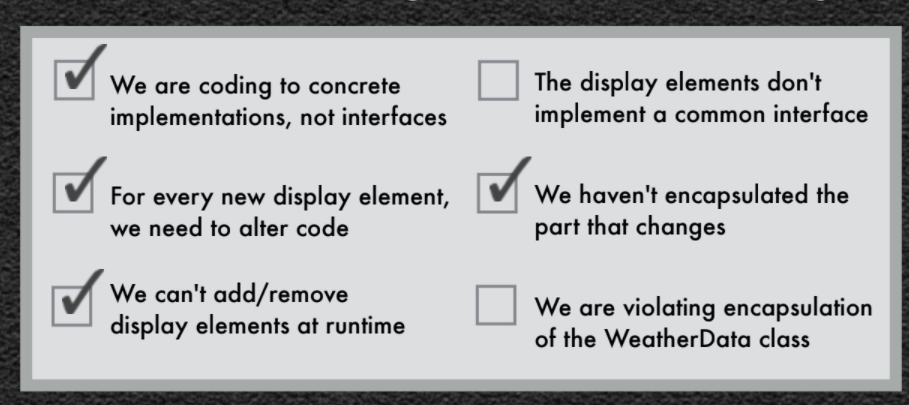 We are coding to concrete
implementations, not interfaces
For every new display element,
we need to alter code
We can't add/remove
display elements at runtime
The display elements don't
implement a common interface
We haven't encapsulated the
part that changes
We are violating encapsulation
of the WeatherData class